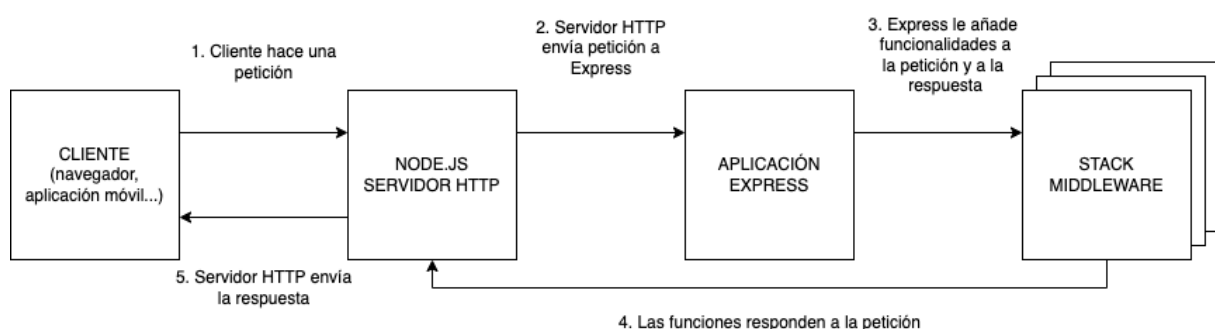 1. Cliente hace una
petición
2. Servidor HTTP
envía petición a
Express
3. Express le añade
funcionalidades a
la petición y a la
respuesta
CLIENTE
(navegador,
aplicación móvil...)
NODE.JS
SERVIDOR HTTP
APLICACIÓN
EXPRESS
STACK
MIDDLEWARE
5. Servidor HTTP envía
la respuesta
4. Las funciones responden a la petición